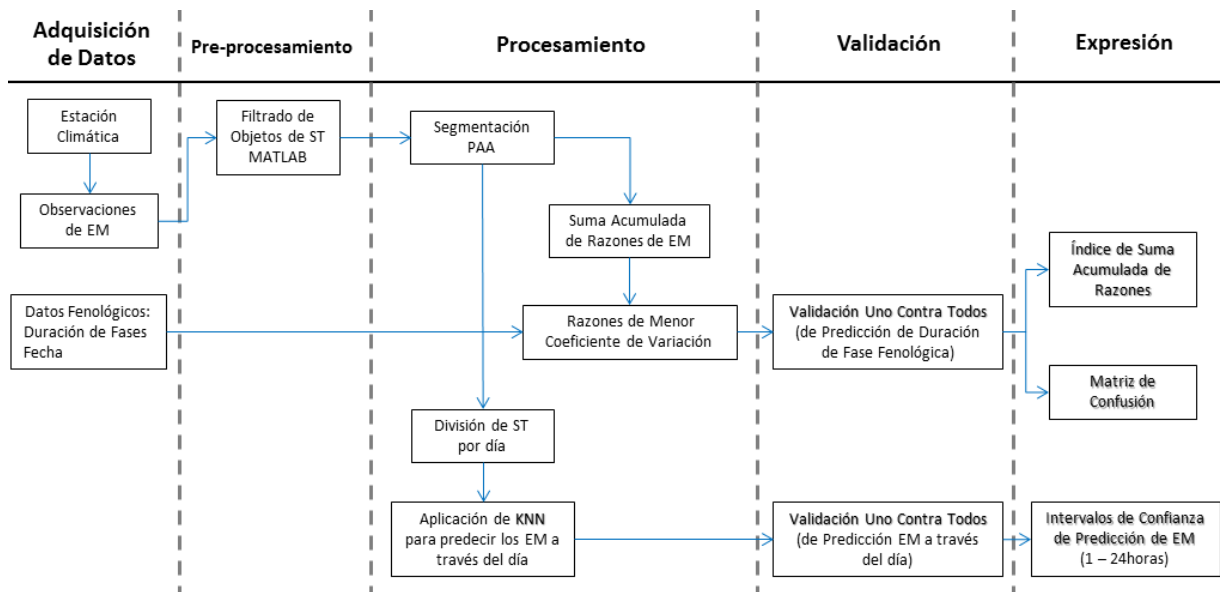 Adquisición
de Datos
Pre-procesamiento
Procesamiento
Validación
Expresión
Estación
Climática
Observaciones
de EM
Datos Fenológicos:
Duración de Fases
Fecha
Filtrado de
Objetos de ST
MATLAB
Segmentación
PAA
Suma Acumulada
de Razones de EM
Razones de Menor
Coeficiente de Variación
División de ST
por día
Aplicación de KNN
para predecir los EM a
través del día
Validación Uno Contra Todos
(de Predicción de Duración
de Fase Fenológica)
Validación Uno Contra Todos
(de Predicción EM a través
del día)
Índice de Suma
Acumulada de
Razones
Matriz de
Confusión
Intervalos de Confianza
de Predicción de EM
(1 – 24horas)